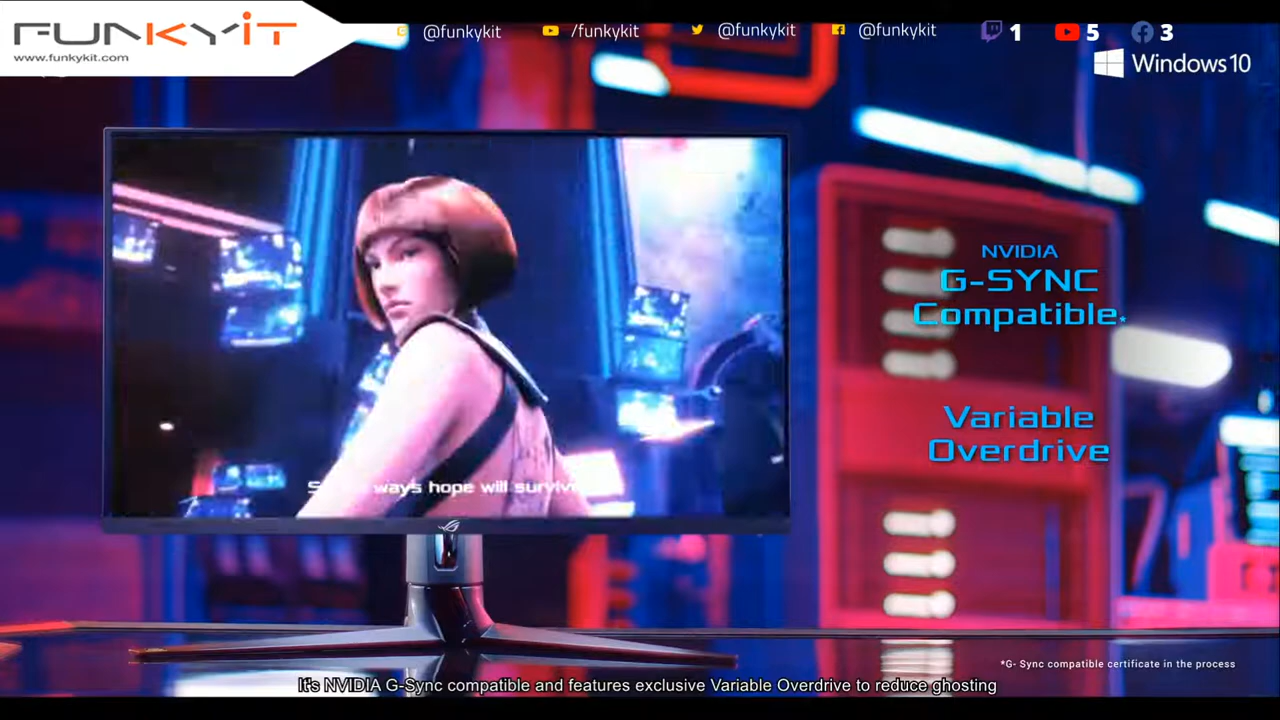 FUNKYIT
www.funkykit.com
@funkykit
/funkykit
@funkykit
@funkykit
1
5
3
Windows10
NVIDIA
G-SYNC
Compatible*
Variable
Overdrive
ways hope will
*G- Sync compatible certificate in the process
It's NVIDIA G-Sync compatible and features exclusive Variable Overdrive to reduce ghosting